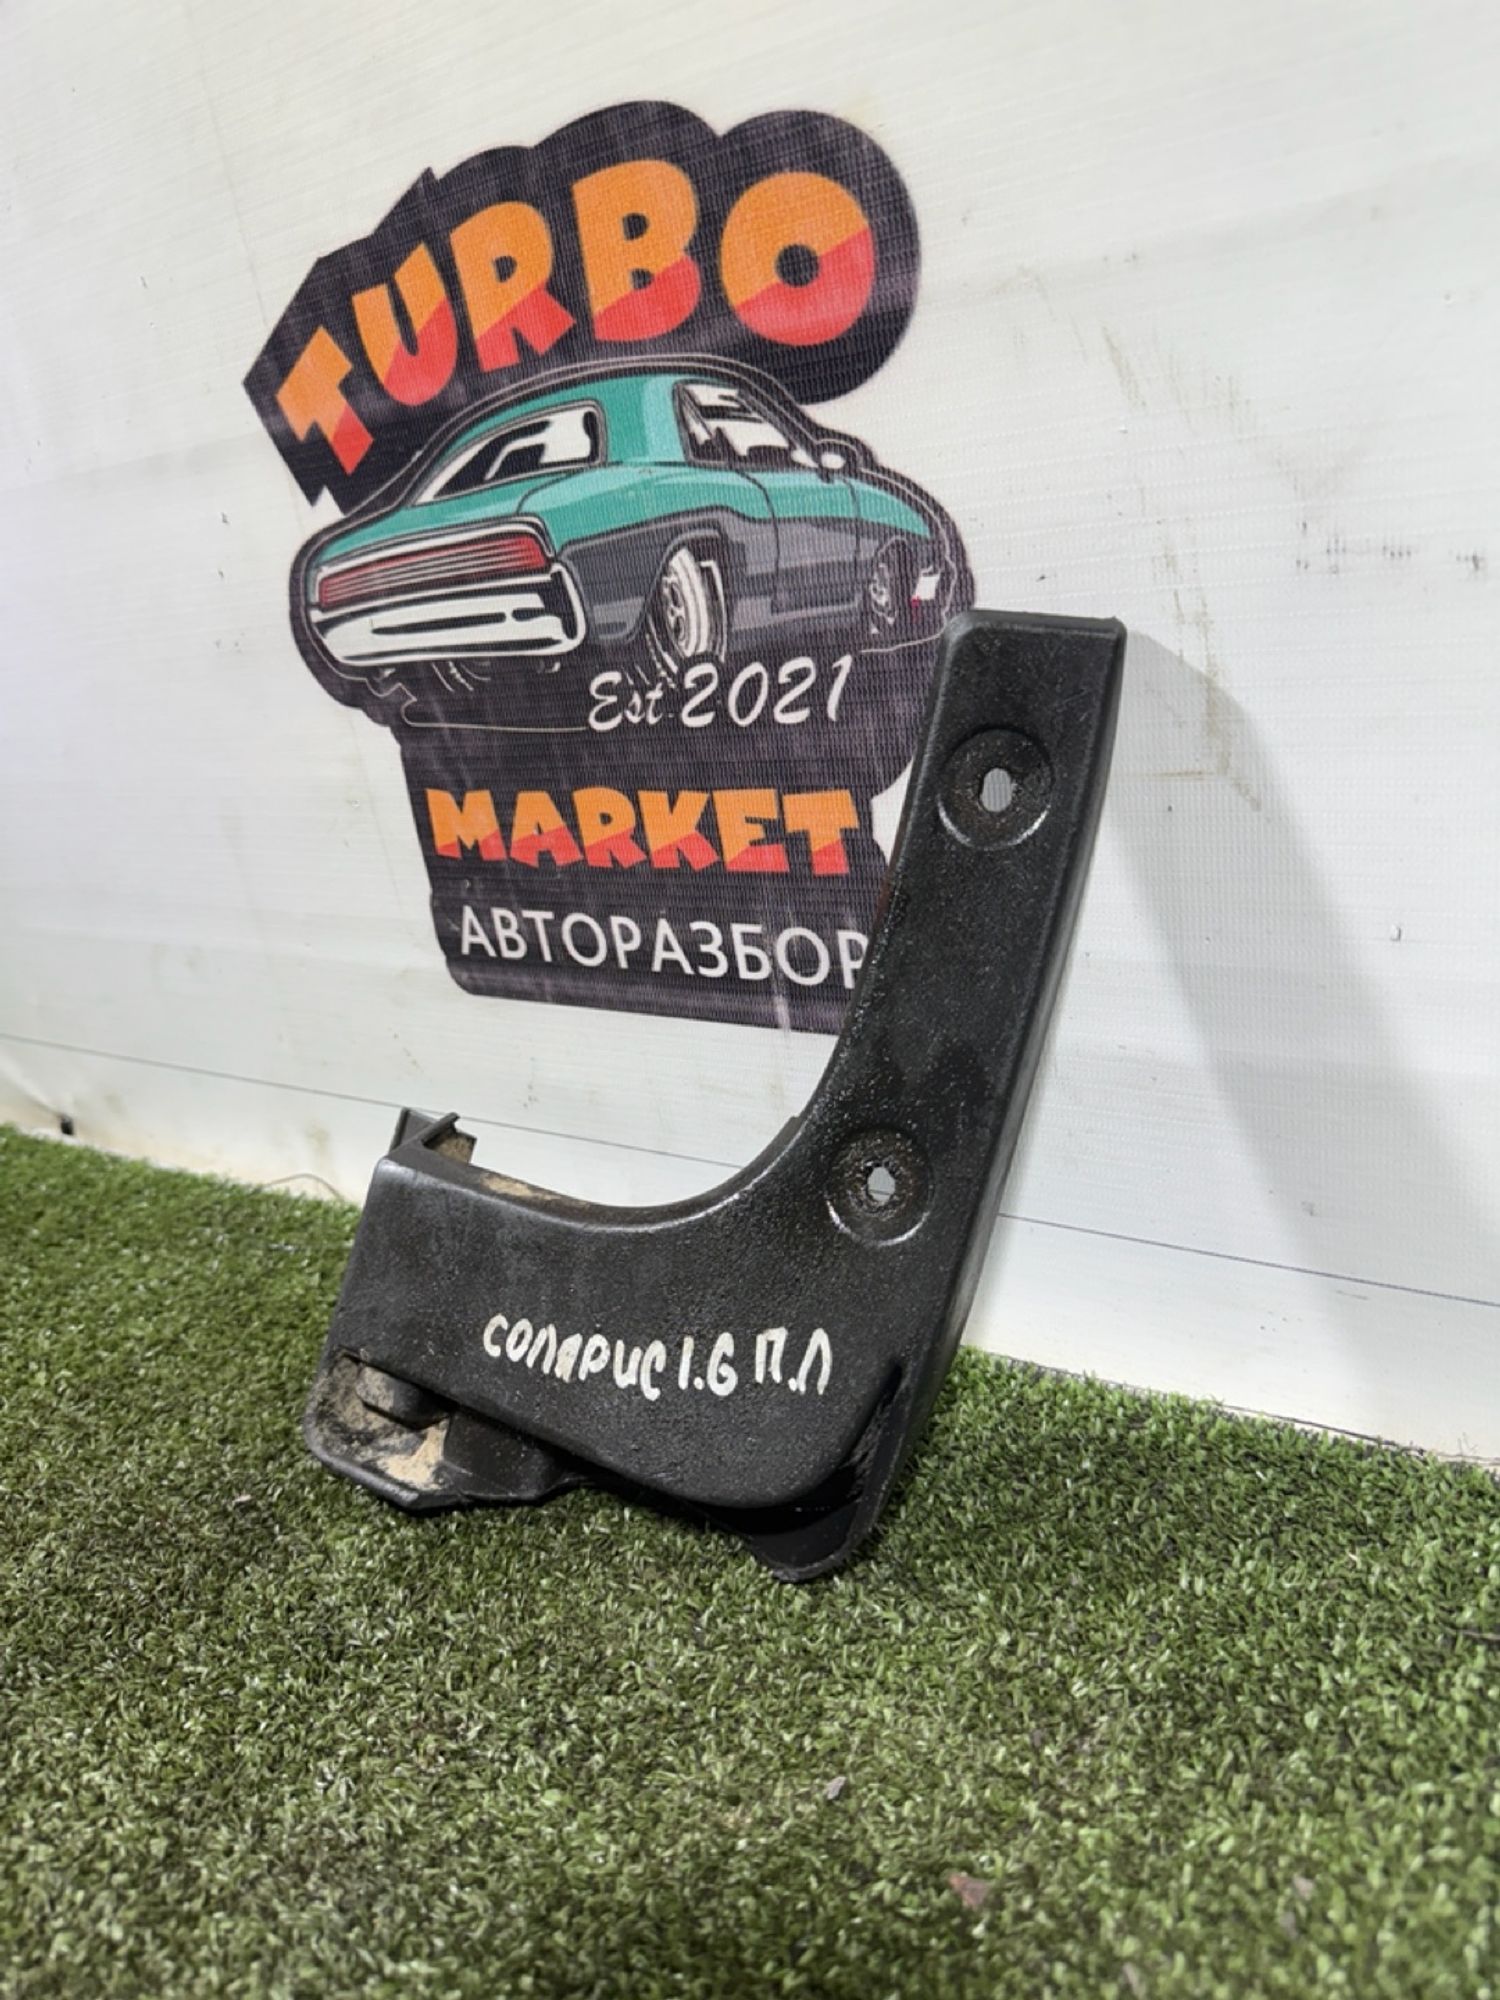 TURBO
Est 2021
MARKET
АВТОРАЗБОР
СОЛЯРИС 1.6 П.Л